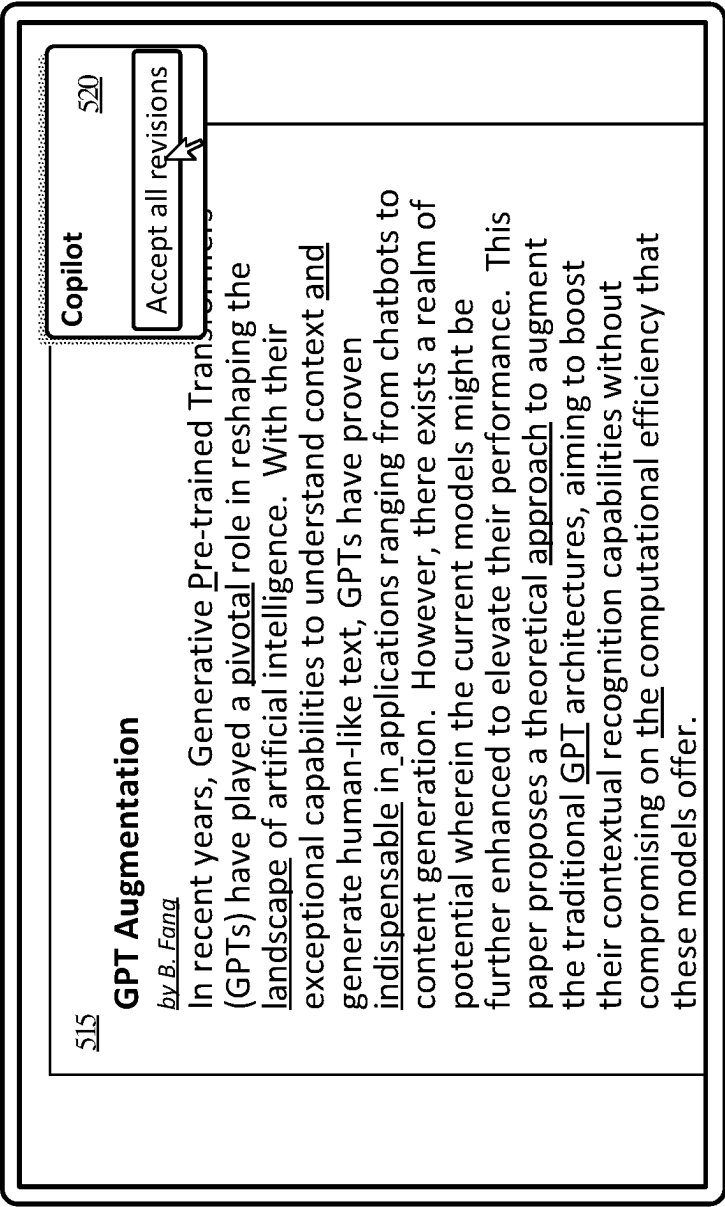 515
GPT Augmentation
by B. Fang
In recent years, Generative Pre-trained Transformers
(GPTs) have played a pivotal role in reshaping the
landscape of artificial intelligence. With their
exceptional capabilities to understand context and
generate human-like text, GPTs have proven
indispensable in applications ranging from chatbots to
content generation. However, there exists a realm of
potential wherein the current models might be
further enhanced to elevate their performance. This
paper proposes a theoretical approach to augment
the traditional GPT architectures, aiming to boost
their contextual recognition capabilities without
compromising on the computational efficiency that
these models offer.
Copilot 520
Accept all revisions